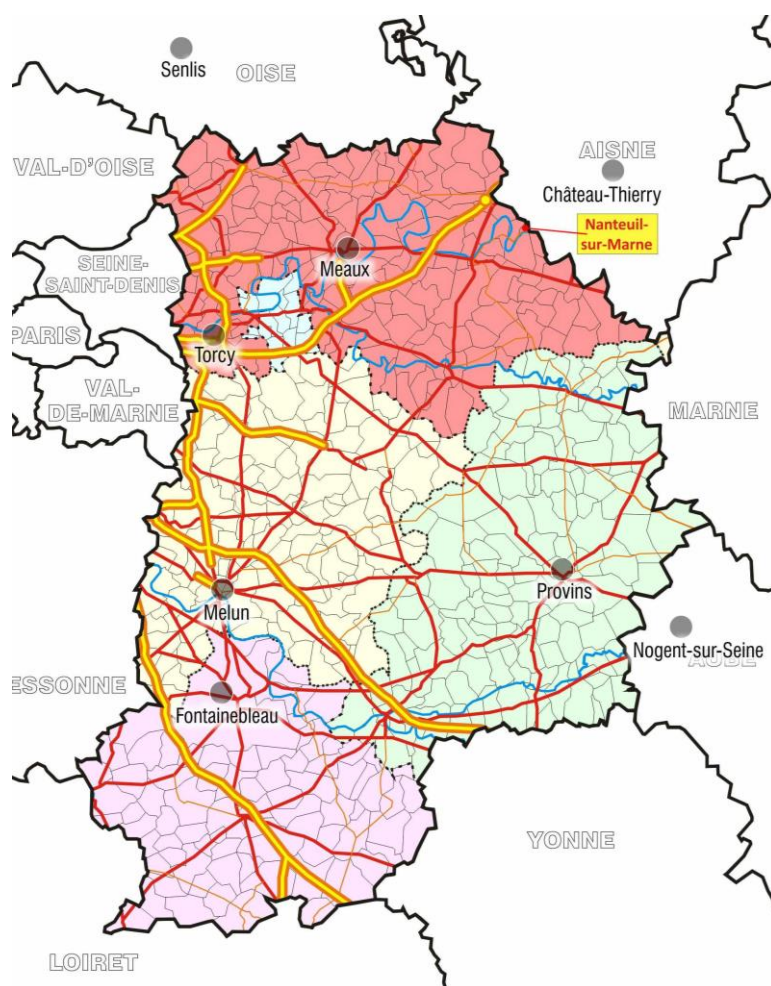 OISE
Senlis
VAL-D'OISE
AISNE
Château-Thierry
Nanteuil-
sur-Marne
SEINE-
SAINT-DENIS
Meaux
PARIS
Torcy
VAL-
DE-MARNE
MARNE
Melun
Provins
Nogent-sur-Seine
AUBE
ESSONNE
Fontainebleau
YONNE
LOIRET